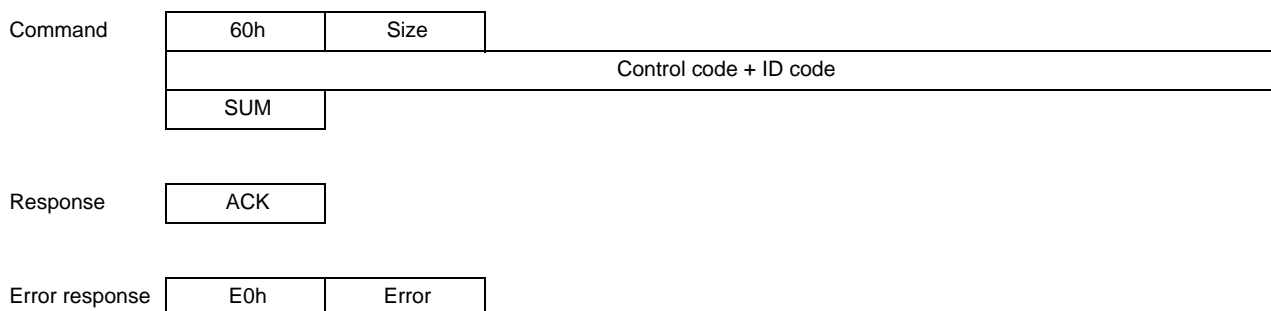 Command 60h Size
Control code + ID code
SUM
Response ACK
Error response E0h Error